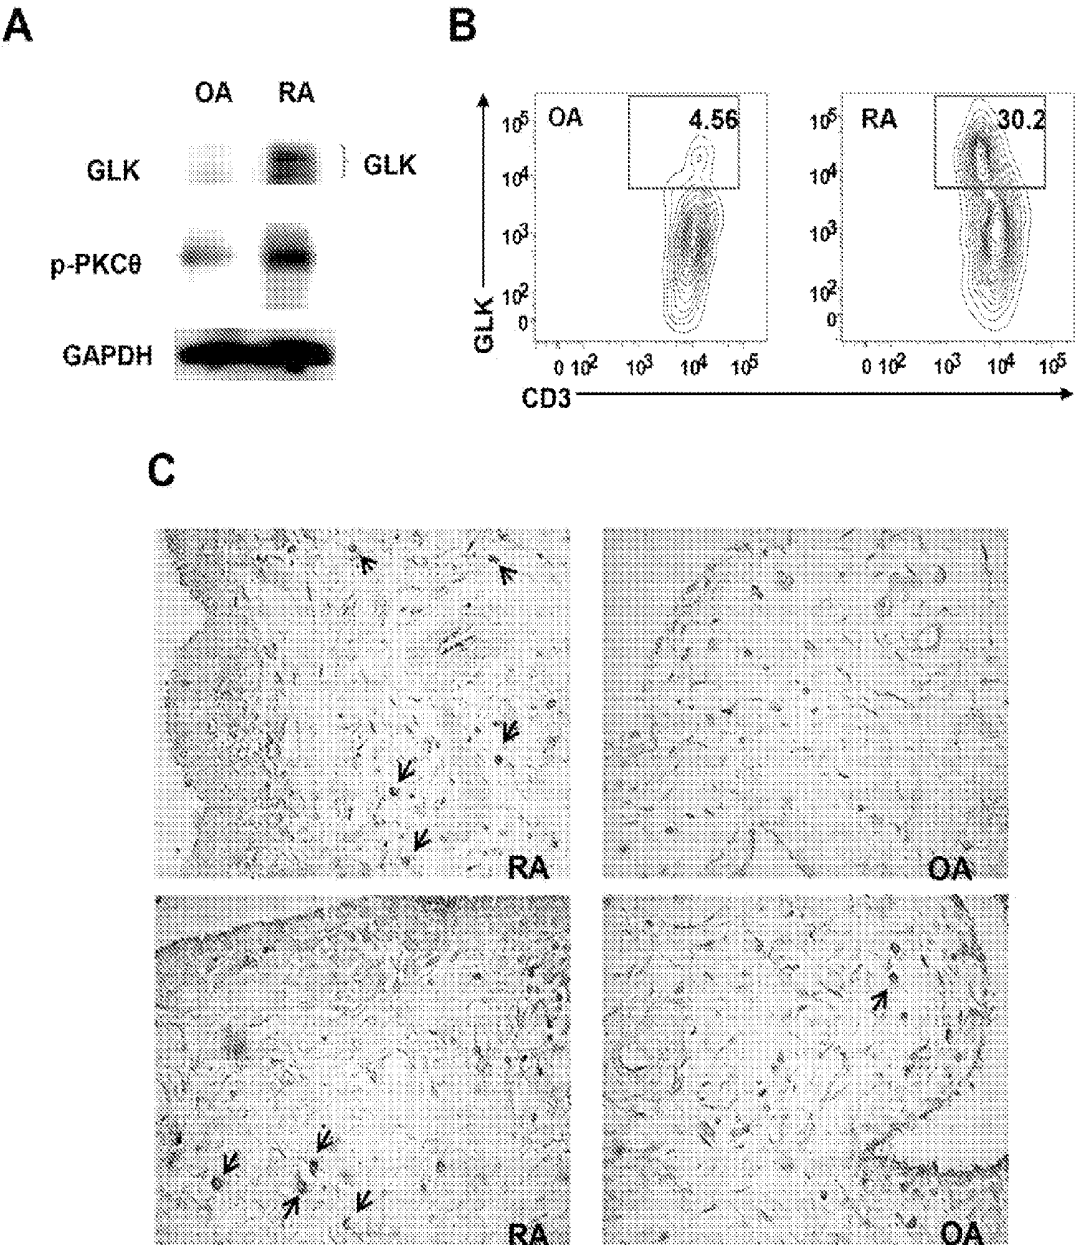 A
OA RA
GLK
GLK
p-PKCθ
GAPDH
B
OA
4.56
10⁵
10⁴
10³
10²
0
GLK
0 10² 10³ 10⁴ 10⁵
RA
30.2
10⁵
10⁴
10³
10²
0
0 10² 10³ 10⁴ 10⁵
CD3
C
RA
OA
RA
OA